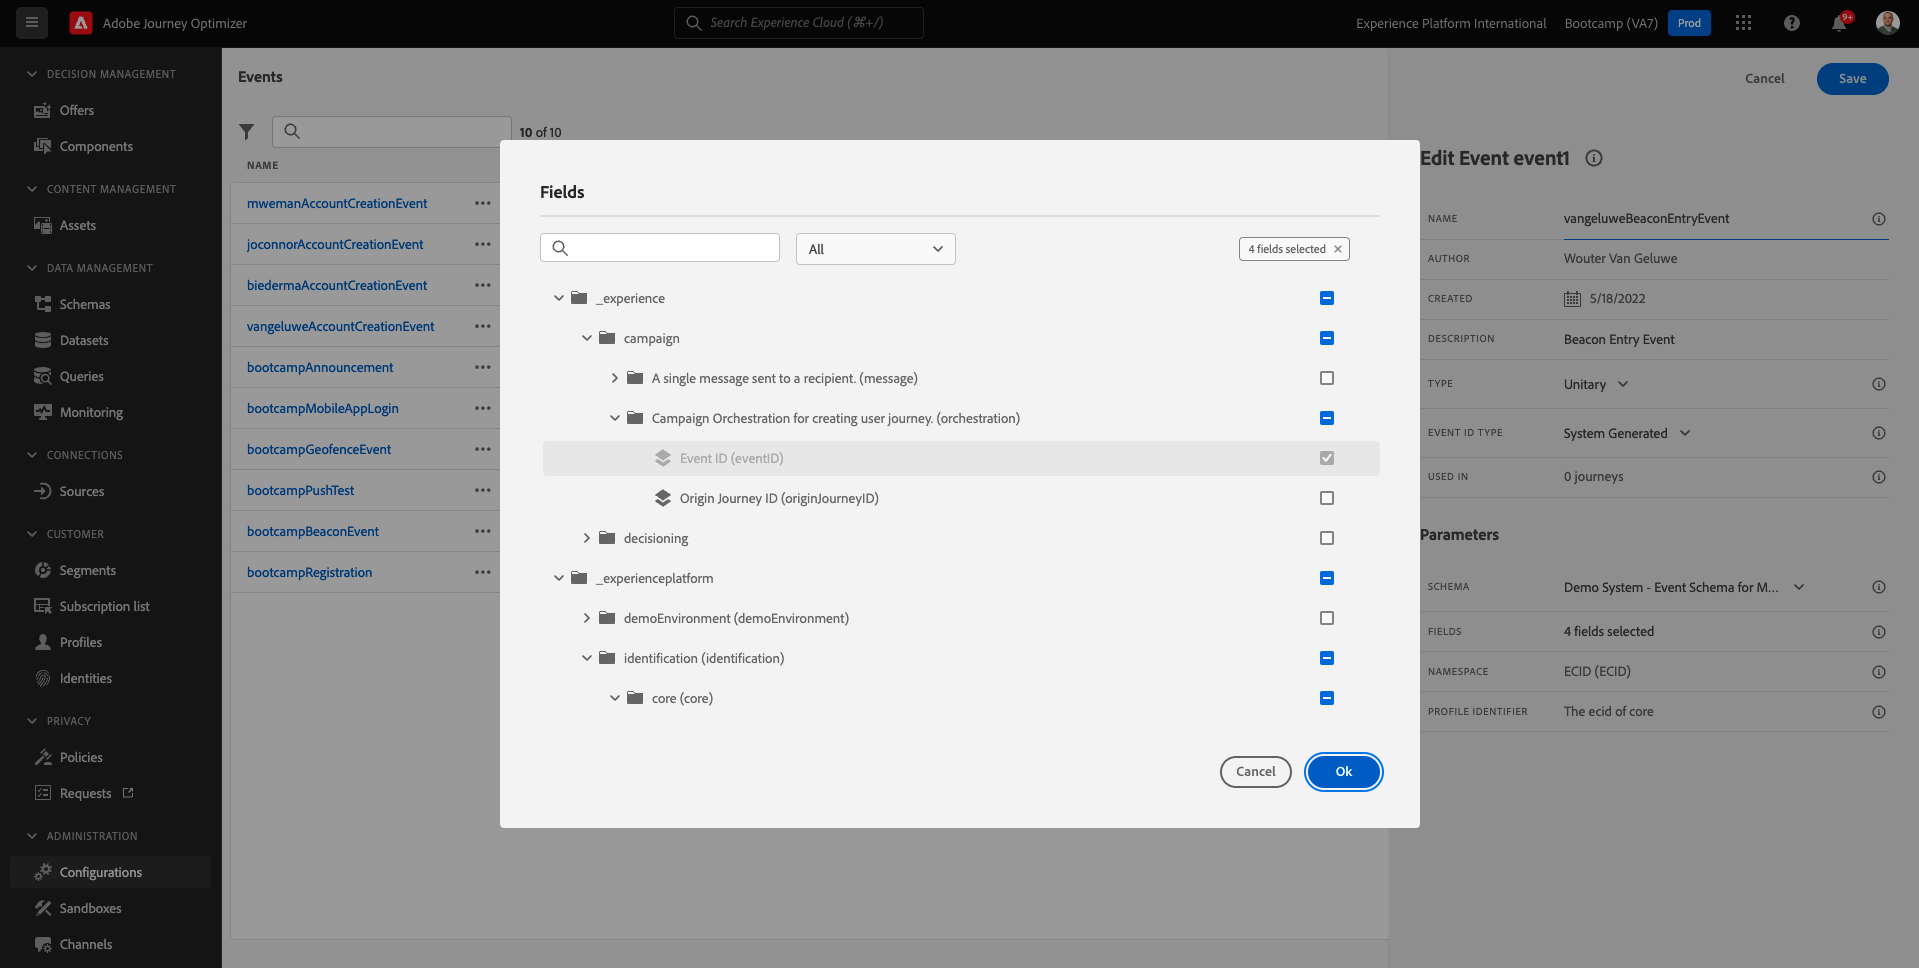 Adobe Journey Optimizer
Search Experience Cloud (⌘+/)
Experience Platform International
Bootcamp (VA7)
Prod
9+
DECISION MANAGEMENT
Offers
Components
CONTENT MANAGEMENT
Assets
DATA MANAGEMENT
Schemas
Datasets
Queries
Monitoring
CONNECTIONS
Sources
CUSTOMER
Segments
Subscription list
Profiles
Identities
PRIVACY
Policies
Requests
ADMINISTRATION
Configurations
Sandboxes
Channels
Events
10 of 10
NAME
mwemanAccountCreationEvent
joconnorAccountCreationEvent
biedermaAccountCreationEvent
vangeluweAccountCreationEvent
bootcampAnnouncement
bootcampMobileAppLogin
bootcampGeofenceEvent
bootcampPushTest
bootcampBeaconEvent
bootcampRegistration
Fields
All
4 fields selected
_experience
campaign
A single message sent to a recipient. (message)
Campaign Orchestration for creating user journey. (orchestration)
Event ID (eventID)
Origin Journey ID (originJourneyID)
decisioning
_experienceplatform
demoEnvironment (demoEnvironment)
identification (identification)
core (core)
Cancel
Ok
Cancel
Save
Edit Event event1
NAME vangeluweBeaconEntryEvent
AUTHOR Wouter Van Geluwe
CREATED 5/18/2022
DESCRIPTION Beacon Entry Event
TYPE Unitary
EVENT ID TYPE System Generated
USED IN 0 journeys
Parameters
SCHEMA Demo System - Event Schema for M...
FIELDS 4 fields selected
NAMESPACE ECID (ECID)
PROFILE IDENTIFIER The ecid of core